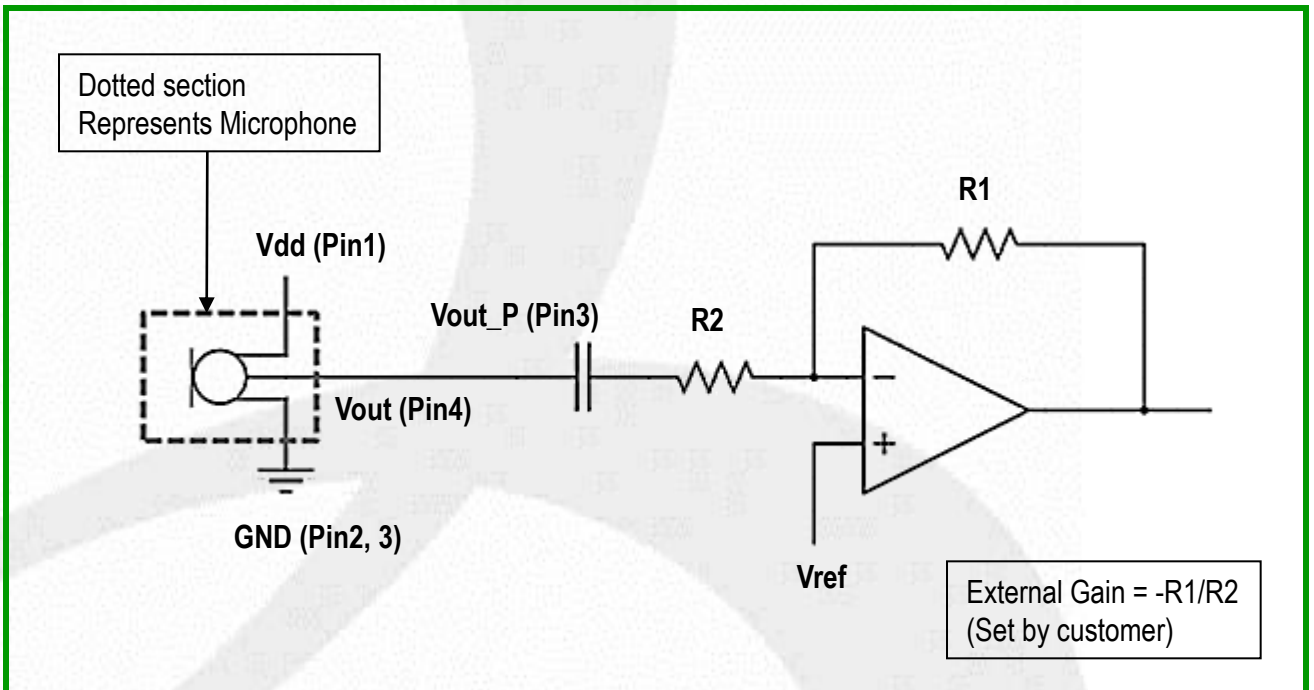 Dotted section
Represents Microphone
Vdd (Pin1)
R1
Vout_P (Pin3)
R2
Vout (Pin4)
GND (Pin2, 3)
Vref
External Gain = -R1/R2
(Set by customer)